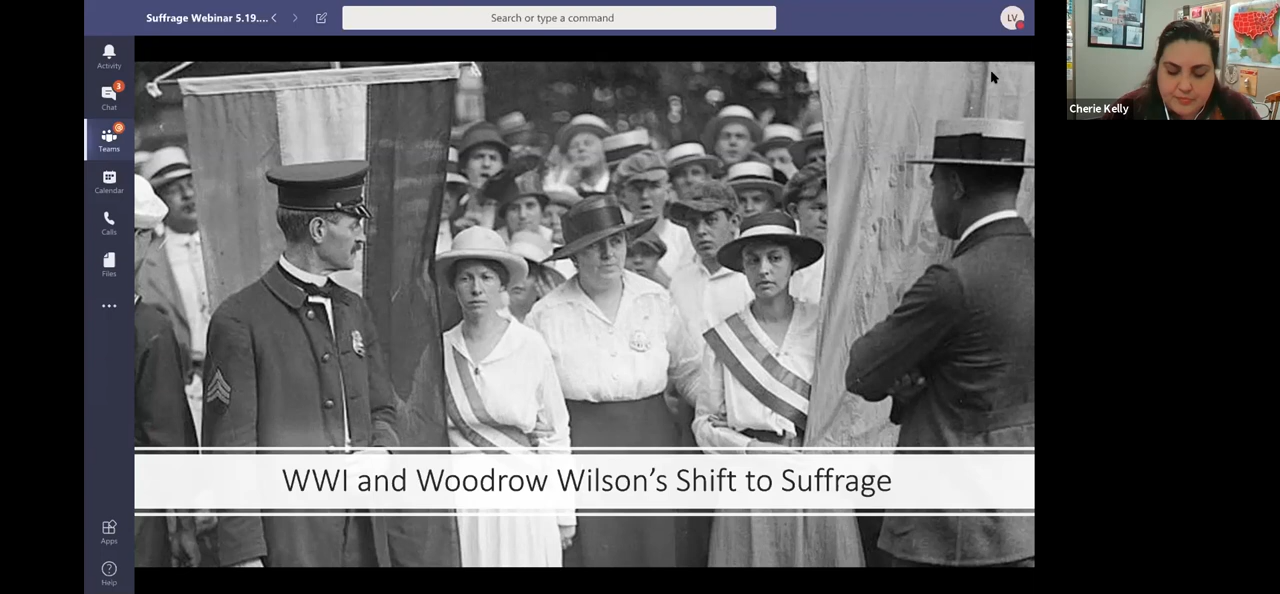 Suffrage Webinar 5.19....
Search or type a command
LV
Cherie Kelly
Activity
3
Chat
Teams
Calendar
Calls
Files
WWI and Woodrow Wilson's Shift to Suffrage
Apps
Help